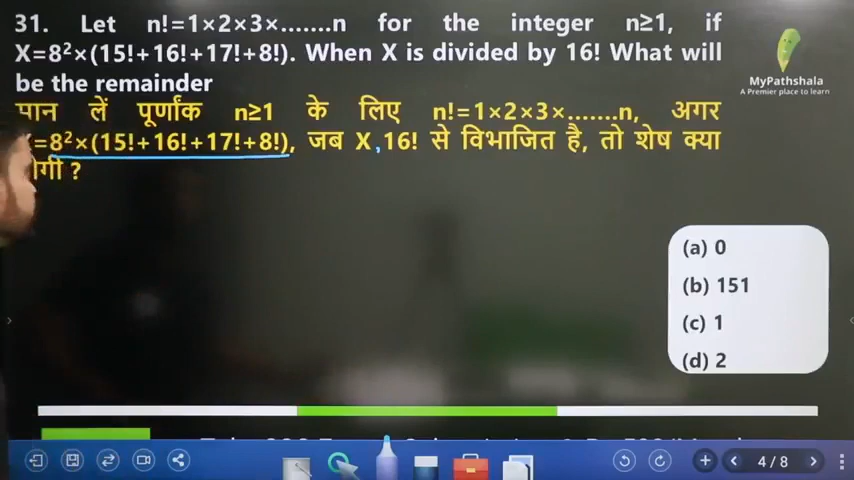 31. Let n!=1×2×3×.......n for the integer n≥1, if
X=8²×(15!+16!+17!+8!). When X is divided by 16! What will
be the remainder
मान लें पूर्णांक n≥1 के लिए n!=1×2×3×.......n, अगर
=8²×(15!+16!+17!+8!), जब X,16! से विभाजित है, तो शेष क्या
?
MyPathshala
A Premier place to learn
(a) 0
(b) 151
(c) 1
(d) 2
4/8